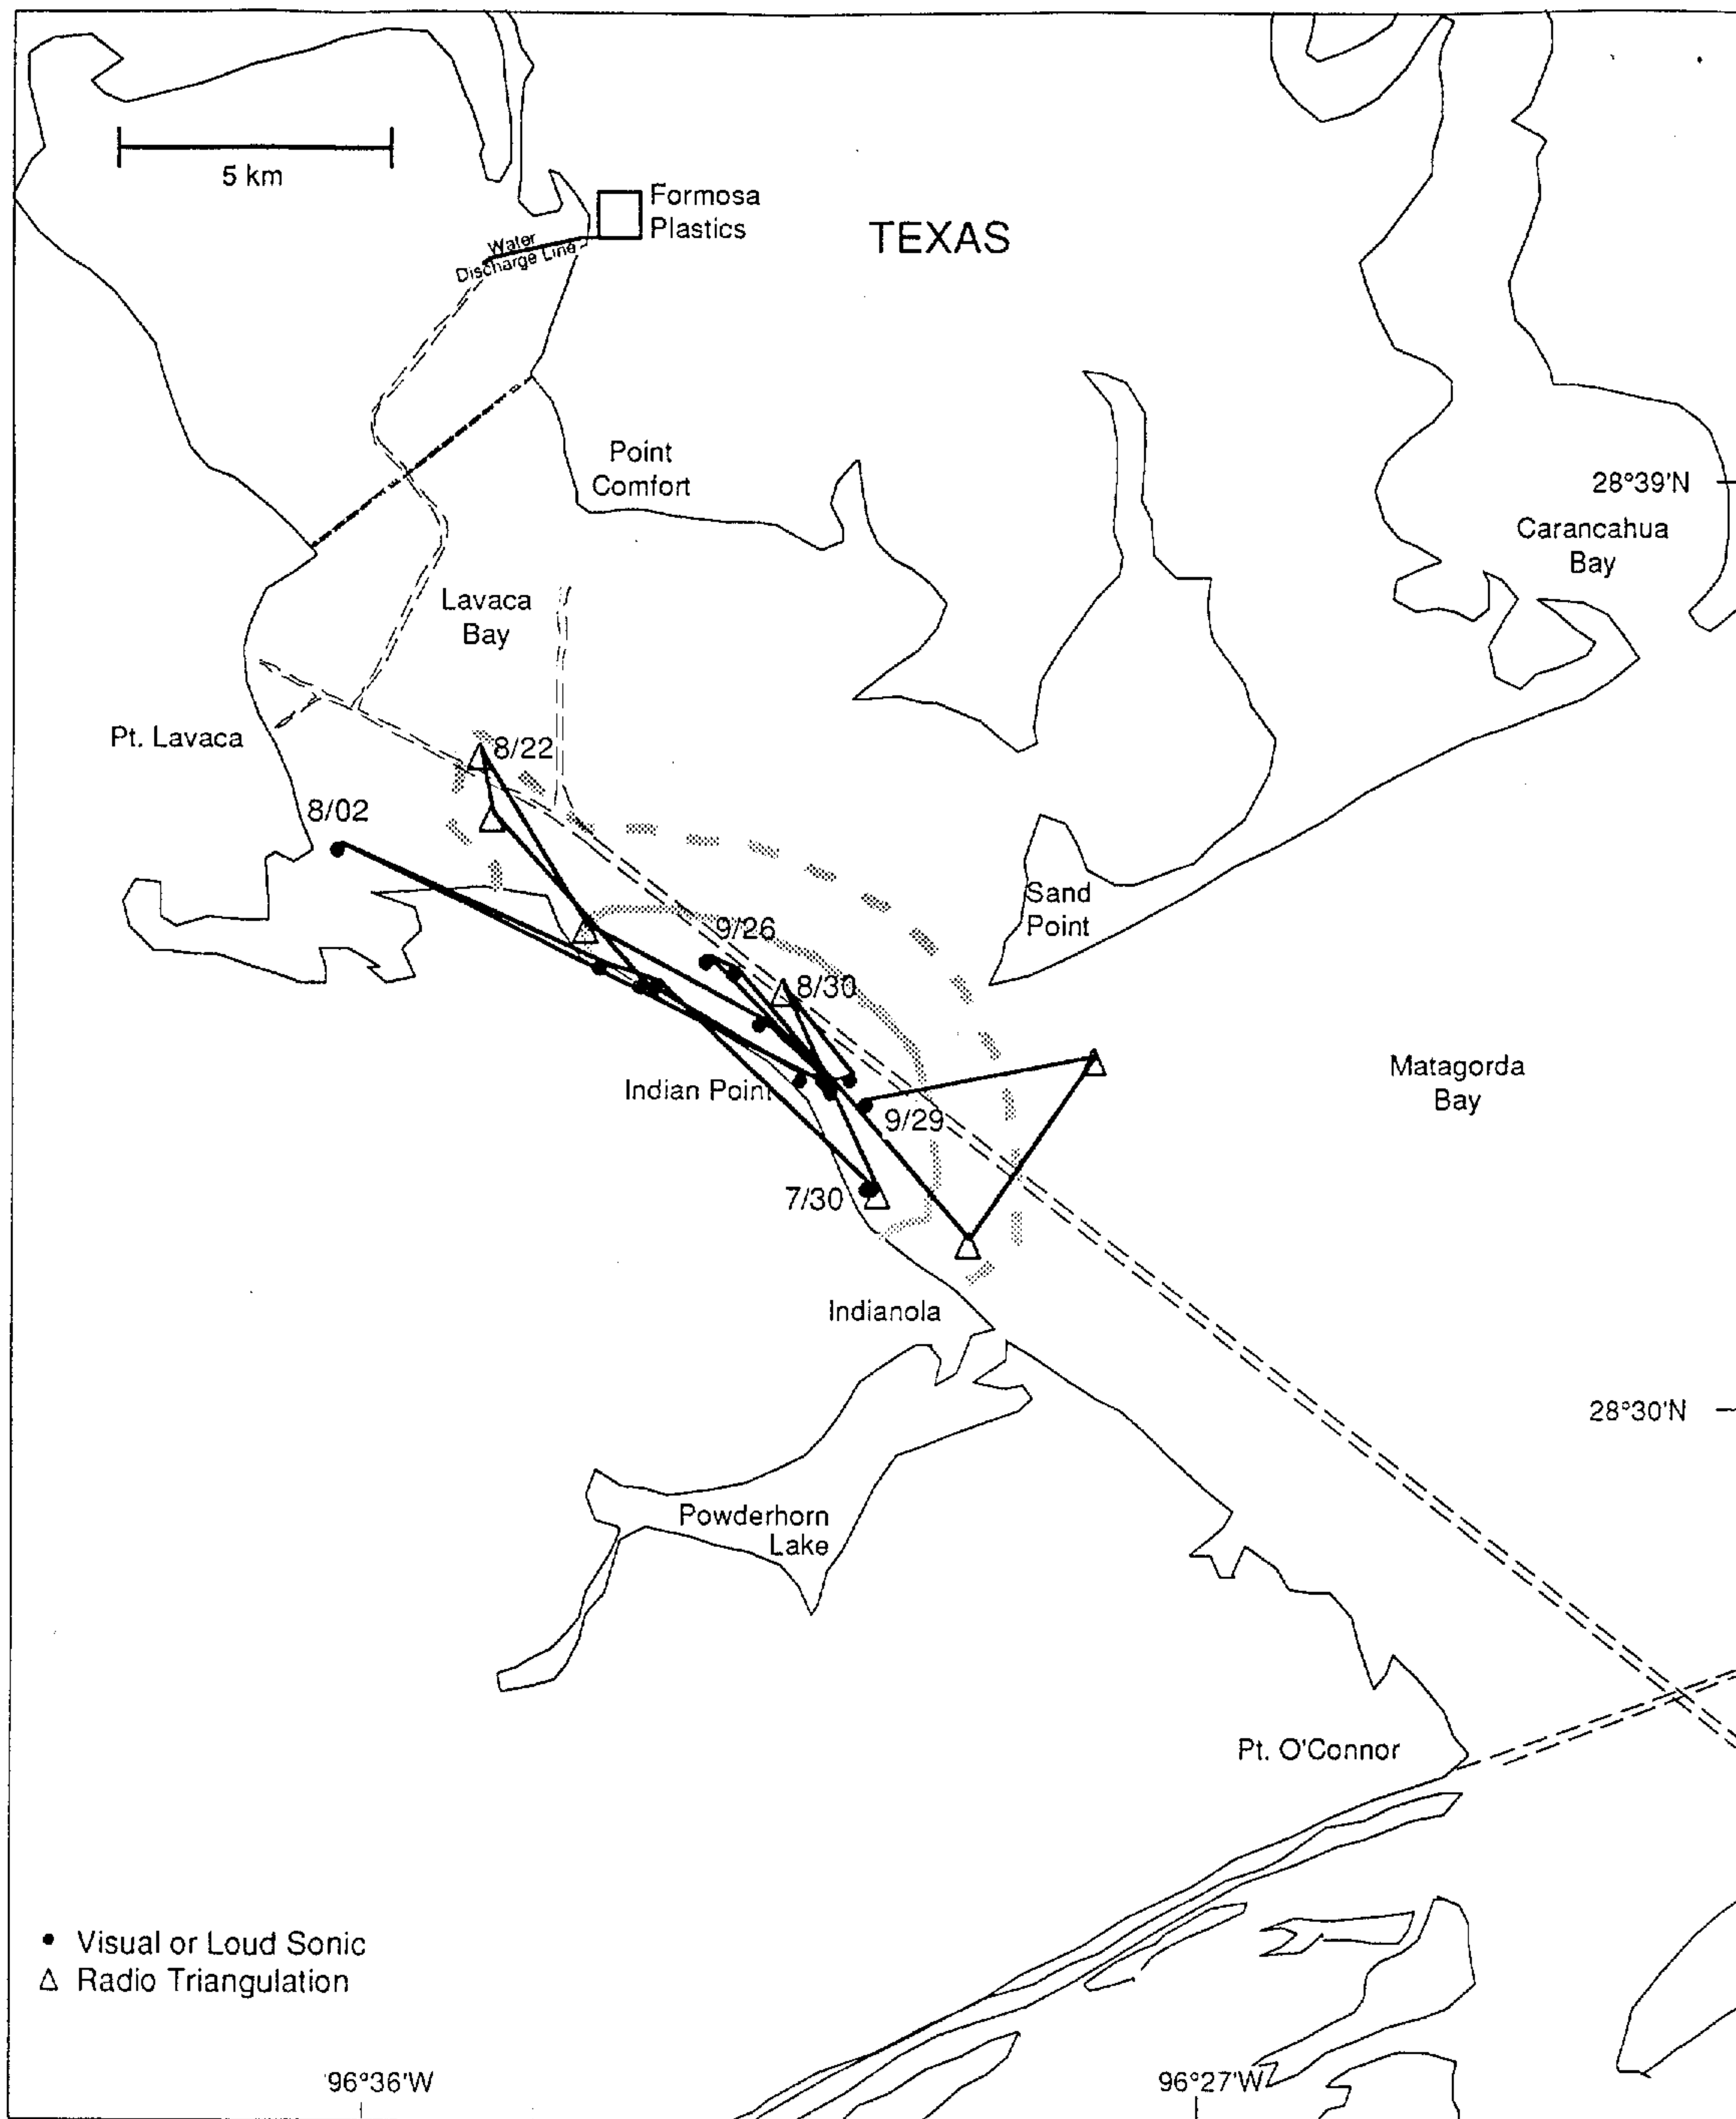 5 km
Formosa
Plastics
TEXAS
Water
Discharge Line
Point
Comfort
28°39'N
Carancahua
Bay
Lavaca
Bay
Pt. Lavaca
8/22
8/02
Sand
Point
9/26
8/30
Matagorda
Bay
Indian Point
9/29
7/30
Indianola
28°30'N
Powderhorn
Lake
Pt. O'Connor
Visual or Loud Sonic
Radio Triangulation
96°36'W
96°27'W